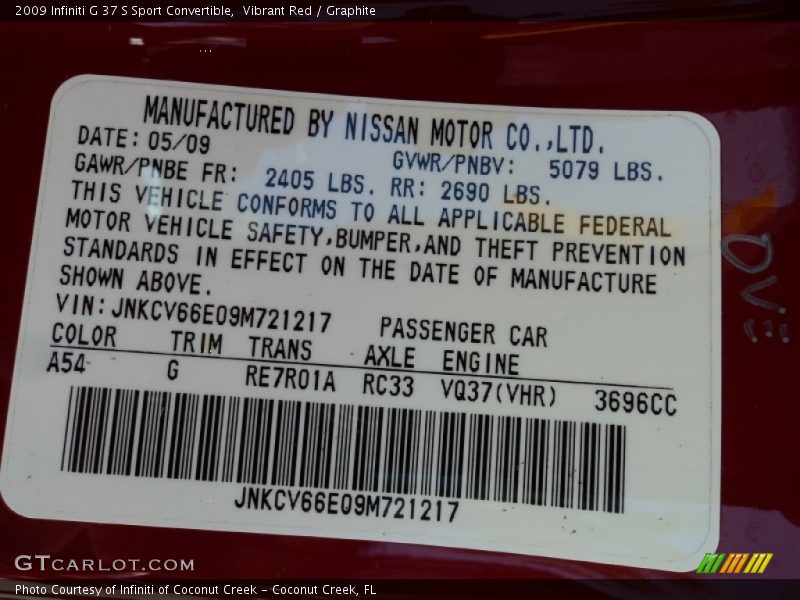 2009 Infiniti G 37 S Sport Convertible,  Vibrant Red / Graphite
MANUFACTURED BY NISSAN MOTOR CO.,LTD.
DATE: 05/09 GVWR/PNBV: 5079 LBS.
GAWR/PNBE FR: 2405 LBS. RR: 2690 LBS.
THIS VEHICLE CONFORMS TO ALL APPLICABLE FEDERAL
MOTOR VEHICLE SAFETY,BUMPER,AND THEFT PREVENTION
STANDARDS IN EFFECT ON THE DATE OF MANUFACTURE
SHOWN ABOVE.
VIN: JNKCV66E09M721217 PASSENGER CAR
COLOR TRIM TRANS AXLE ENGINE
A54 G RE7R01A RC33 VQ37(VHR) 3696CC
JNKCV66E09M721217
GTCARLOT.COM
Photo Courtesy of Infiniti of Coconut Creek - Coconut Creek, FL